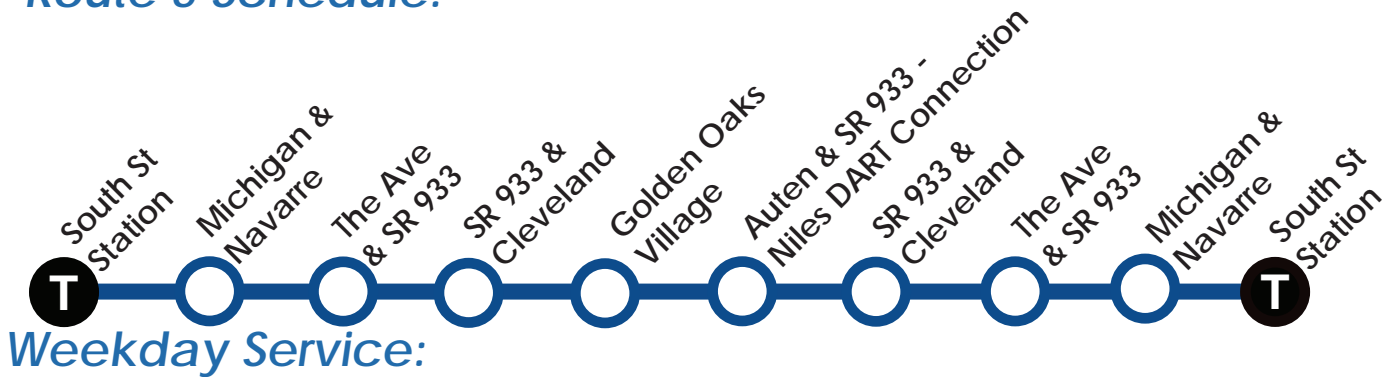 South St
Station
Michigan &
Navarre
The Ave
& SR 933
SR 933 &
Cleveland
Golden Oaks
Village
Auten & SR 933 -
Niles DART Connection
SR 933 &
Cleveland
The Ave
& SR 933
Michigan &
Navarre
South St
Station
T
T
Weekday Service: